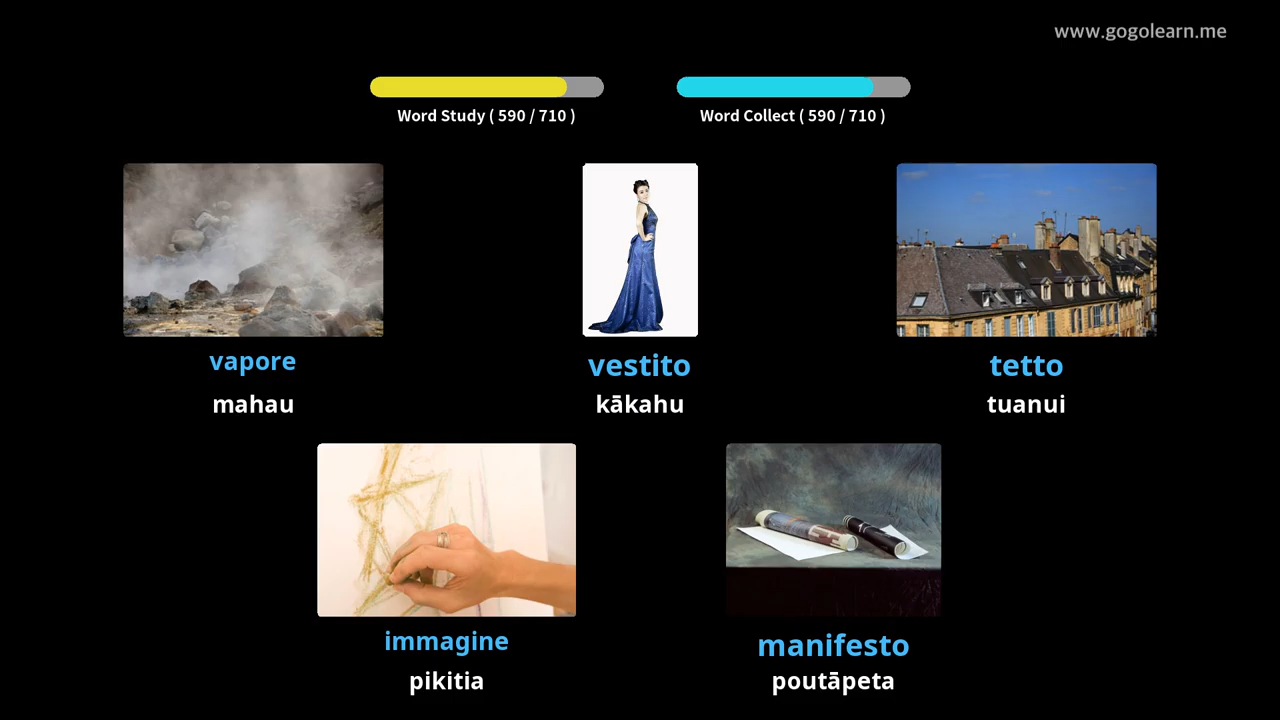 www.gogolearn.me
Word Study ( 590 / 710 )
Word Collect ( 590 / 710 )
vapore
mahau
vestito
kākahu
tetto
tuanui
immagine
pikitia
manifesto
poutāpeta